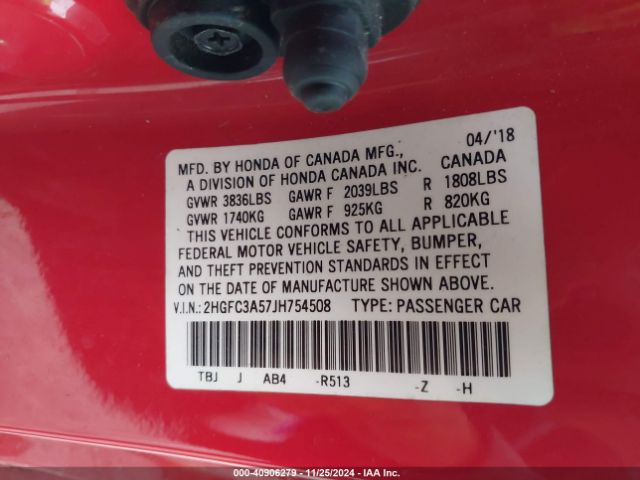 04/'18
MFD. BY HONDA OF CANADA MFG., CANADA
A DIVISION OF HONDA CANADA INC.
GVWR 3836LBS GAWR F 2039LBS R 1808LBS
GVWR 1740KG GAWR F 925KG R 820KG
THIS VEHICLE CONFORMS TO ALL APPLICABLE
FEDERAL MOTOR VEHICLE SAFETY, BUMPER,
AND THEFT PREVENTION STANDARDS IN EFFECT
ON THE DATE OF MANUFACTURE SHOWN ABOVE.
V.I.N.: 2HGFC3A57JH754508 TYPE: PASSENGER CAR
TBJ J AB4 -R513 -Z -H
000-40906279 - 11/25/2024 - IAA Inc.